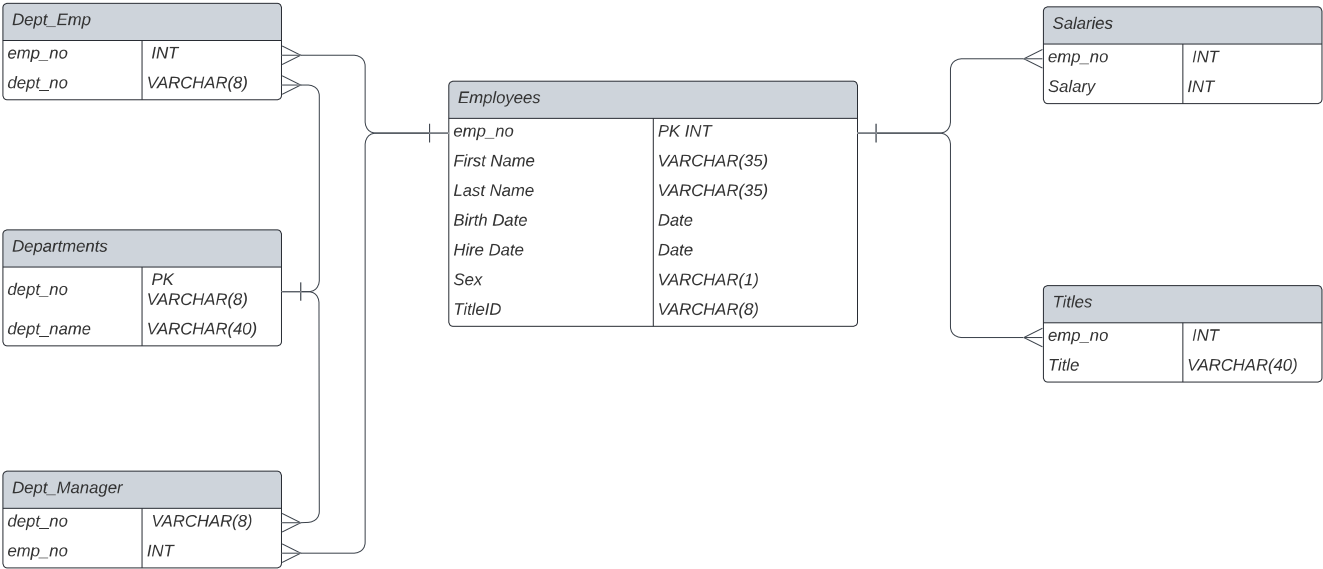 Dept_Emp
emp_no INT
dept_no VARCHAR(8)
Departments
dept_no PK
VARCHAR(8)
dept_name VARCHAR(40)
Dept_Manager
dept_no VARCHAR(8)
emp_no INT
Employees
emp_no PK INT
First Name VARCHAR(35)
Last Name VARCHAR(35)
Birth Date Date
Hire Date Date
Sex VARCHAR(1)
TitleID VARCHAR(8)
Salaries
emp_no INT
Salary INT
Titles
emp_no INT
Title VARCHAR(40)